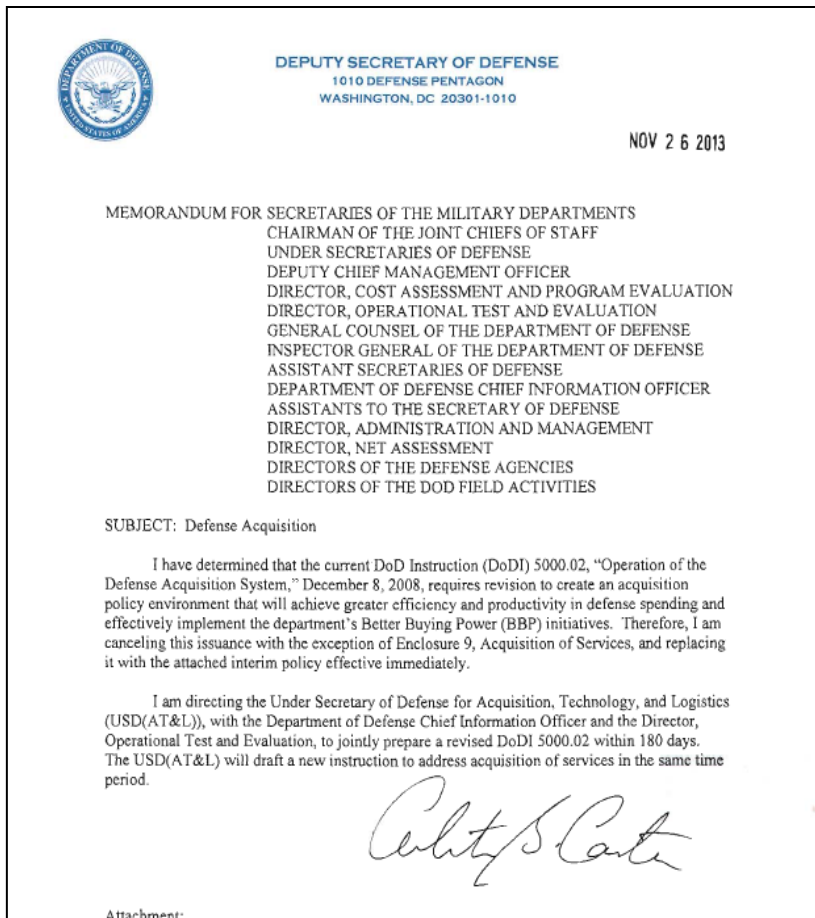 DEPARTMENT OF DEFENSE
UNITED STATES OF AMERICA
DEPUTY SECRETARY OF DEFENSE
1010 DEFENSE PENTAGON
WASHINGTON, DC 20301-1010
NOV 26 2013
MEMORANDUM FOR SECRETARIES OF THE MILITARY DEPARTMENTS
CHAIRMAN OF THE JOINT CHIEFS OF STAFF
UNDER SECRETARIES OF DEFENSE
DEPUTY CHIEF MANAGEMENT OFFICER
DIRECTOR, COST ASSESSMENT AND PROGRAM EVALUATION
DIRECTOR, OPERATIONAL TEST AND EVALUATION
GENERAL COUNSEL OF THE DEPARTMENT OF DEFENSE
INSPECTOR GENERAL OF THE DEPARTMENT OF DEFENSE
ASSISTANT SECRETARIES OF DEFENSE
DEPARTMENT OF DEFENSE CHIEF INFORMATION OFFICER
ASSISTANTS TO THE SECRETARY OF DEFENSE
DIRECTOR, ADMINISTRATION AND MANAGEMENT
DIRECTOR, NET ASSESSMENT
DIRECTORS OF THE DEFENSE AGENCIES
DIRECTORS OF THE DOD FIELD ACTIVITIES
SUBJECT: Defense Acquisition
I have determined that the current DoD Instruction (DoDI) 5000.02, "Operation of the
Defense Acquisition System," December 8, 2008, requires revision to create an acquisition
policy environment that will achieve greater efficiency and productivity in defense spending and
effectively implement the department's Better Buying Power (BBP) initiatives. Therefore, I am
canceling this issuance with the exception of Enclosure 9, Acquisition of Services, and replacing
it with the attached interim policy effective immediately.
I am directing the Under Secretary of Defense for Acquisition, Technology, and Logistics
(USD(AT&L)), with the Department of Defense Chief Information Officer and the Director,
Operational Test and Evaluation, to jointly prepare a revised DoDI 5000.02 within 180 days.
The USD(AT&L) will draft a new instruction to address acquisition of services in the same time
period.
Attachment: